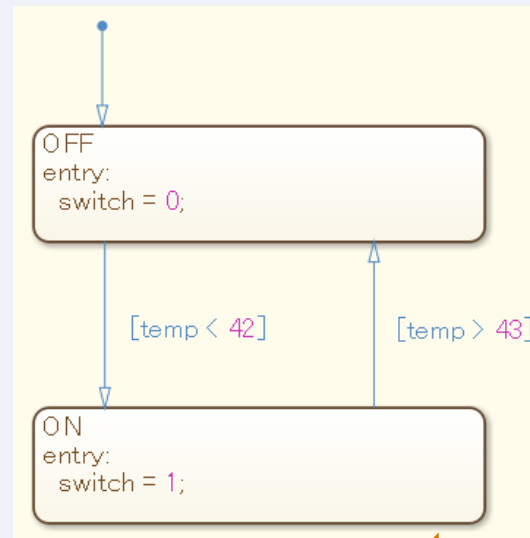 OFF
entry:
switch = 0;
[temp < 42]
[temp > 43]
ON
entry:
switch = 1;